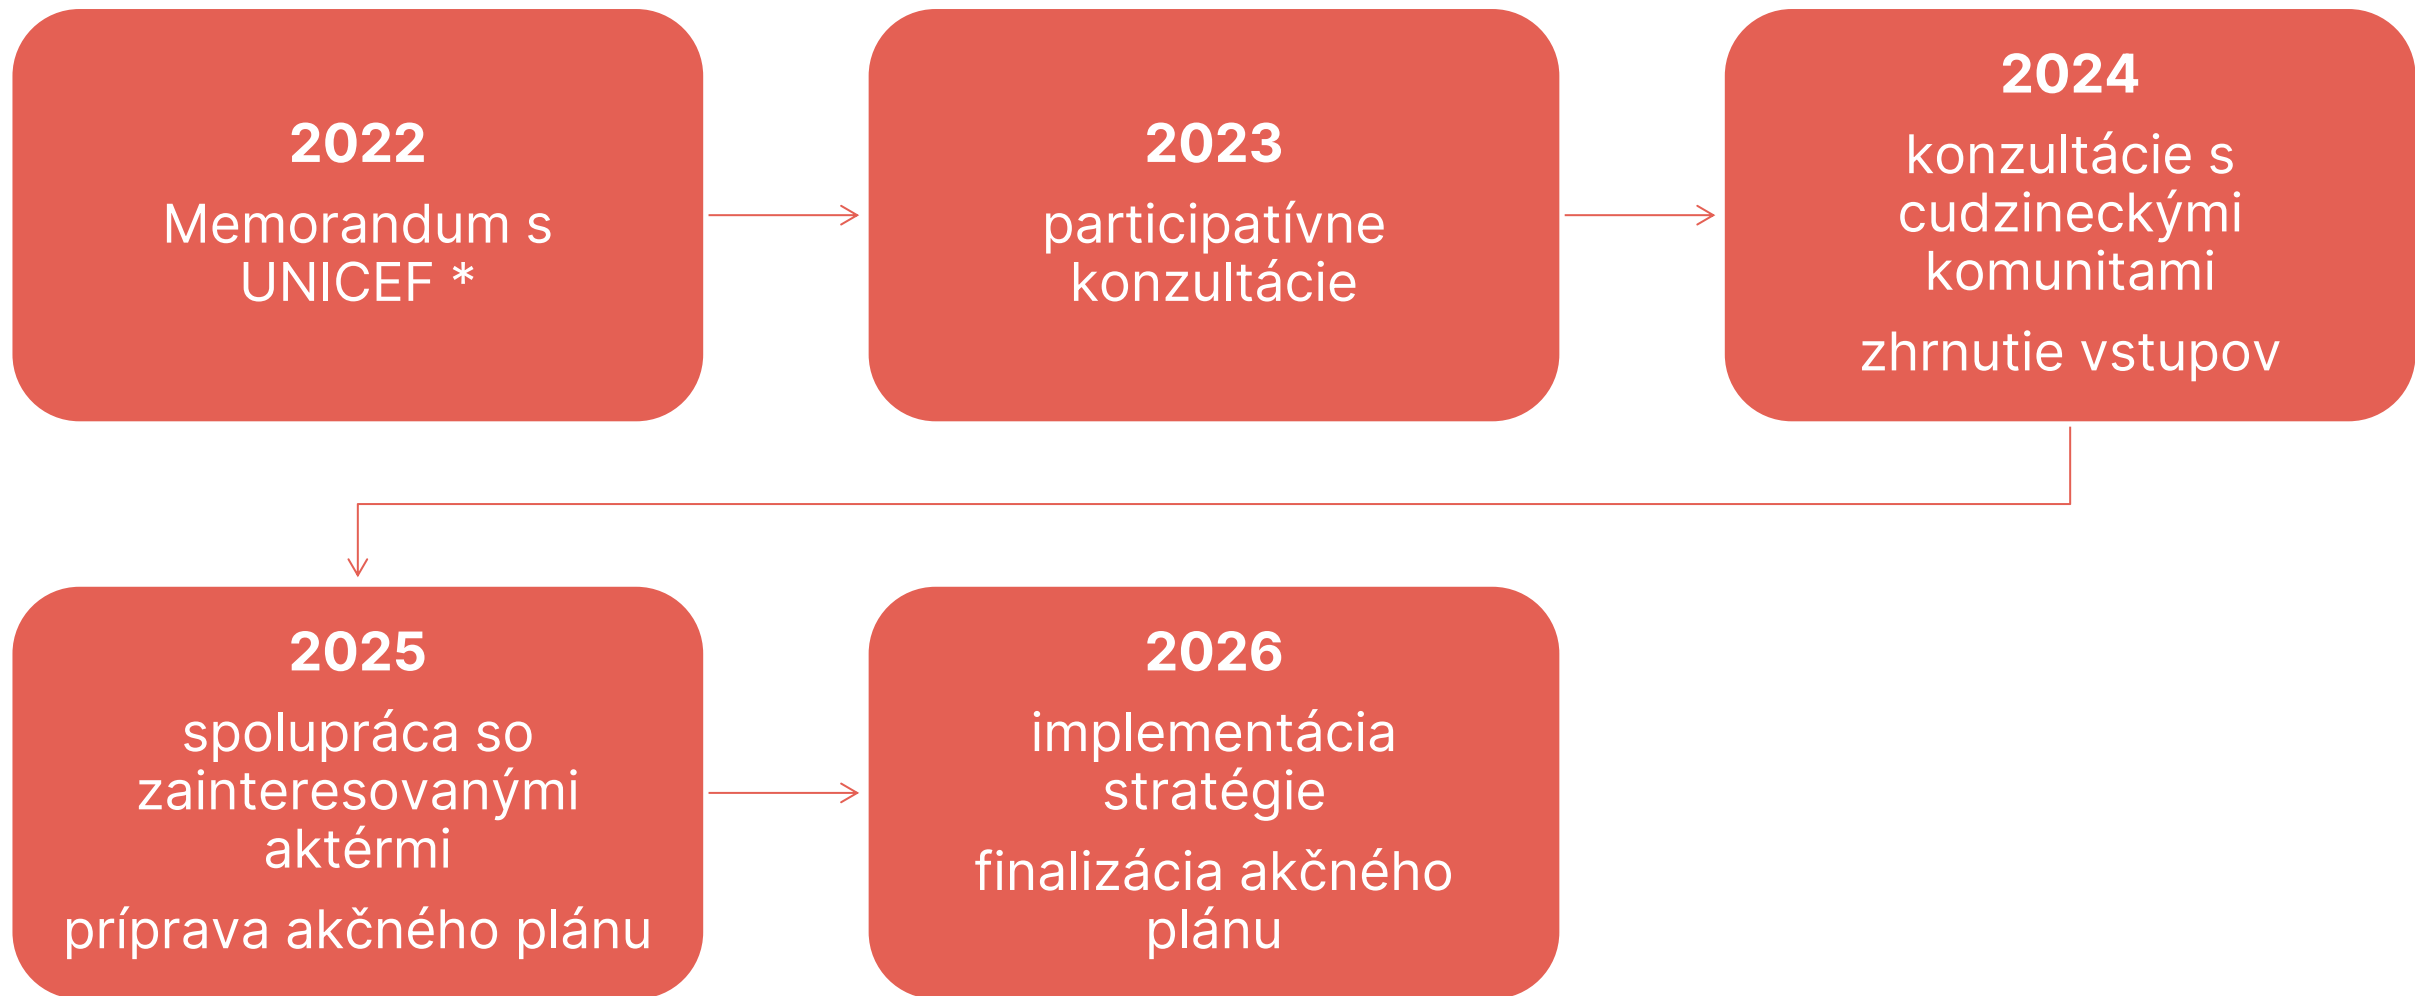 2022
Memorandum s
UNICEF *
2023
participatívne
konzultácie
2024
konzultácie s
cudzineckými
komunitami
zhrnutie vstupov
2025
spolupráca so
zainteresovanými
aktérmi
príprava akčného plánu
2026
implementácia
stratégie
finalizácia akčného
plánu